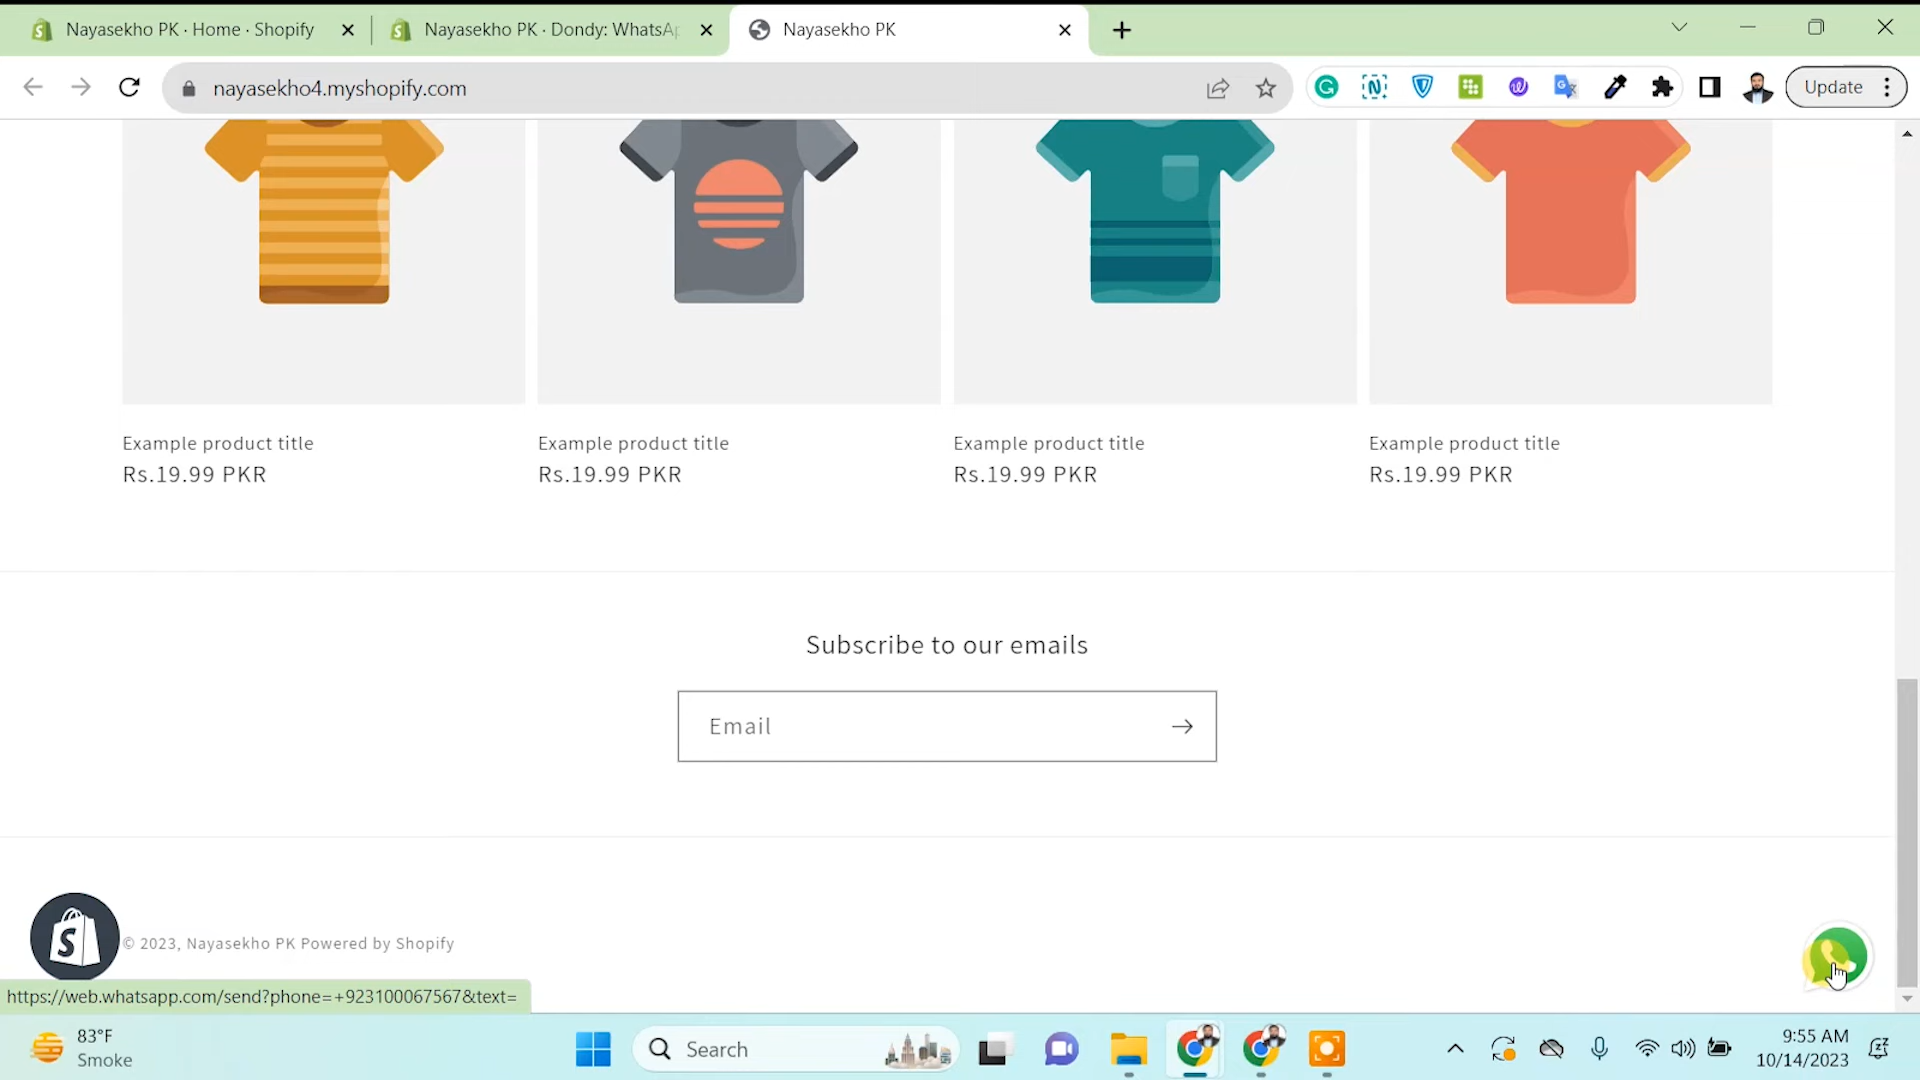 Nayasekho PK · Home · Shopify
Nayasekho PK · Dondy: WhatsAp
Nayasekho PK
nayasekho4.myshopify.com
Update
Example product title
Rs.19.99 PKR
Example product title
Rs.19.99 PKR
Example product title
Rs.19.99 PKR
Example product title
Rs.19.99 PKR
Subscribe to our emails
Email
© 2023, Nayasekho PK Powered by Shopify
https://web.whatsapp.com/send?phone=+923100067567&text=
83°F
Smoke
Search
9:55 AM
10/14/2023